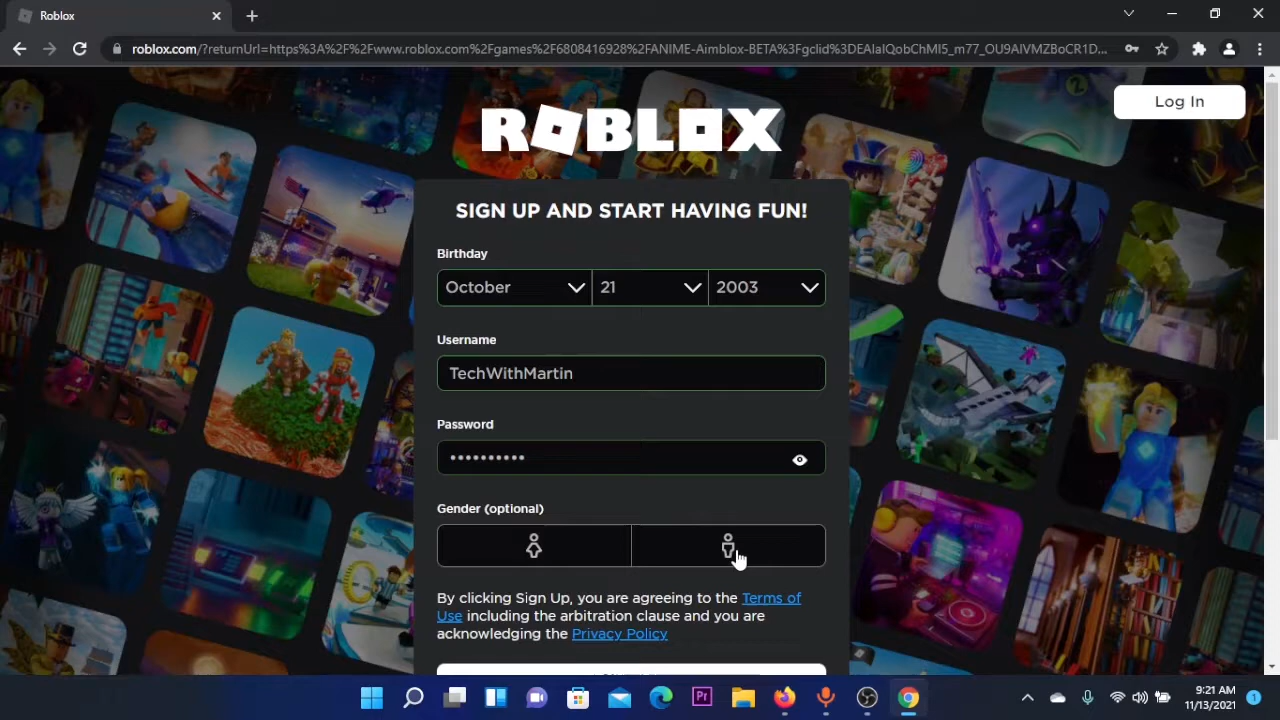 Roblox
roblox.com/?returnUrl=https%3A%2F%2Fwww.roblox.com%2Fgames%2F6808416928%2FANIME-Aimblox-BETA%3Fgclid%3DEAIaIQobChMI5_m77_OU9AIVMZBoCR1D...
Log In
ROBLOX
SIGN UP AND START HAVING FUN!
Birthday
October 21 2003
Username
TechWithMartin
Password
Gender (optional)
By clicking Sign Up, you are agreeing to the Terms of
Use including the arbitration clause and you are
acknowledging the Privacy Policy
Pr
9:21 AM
11/13/2021
1